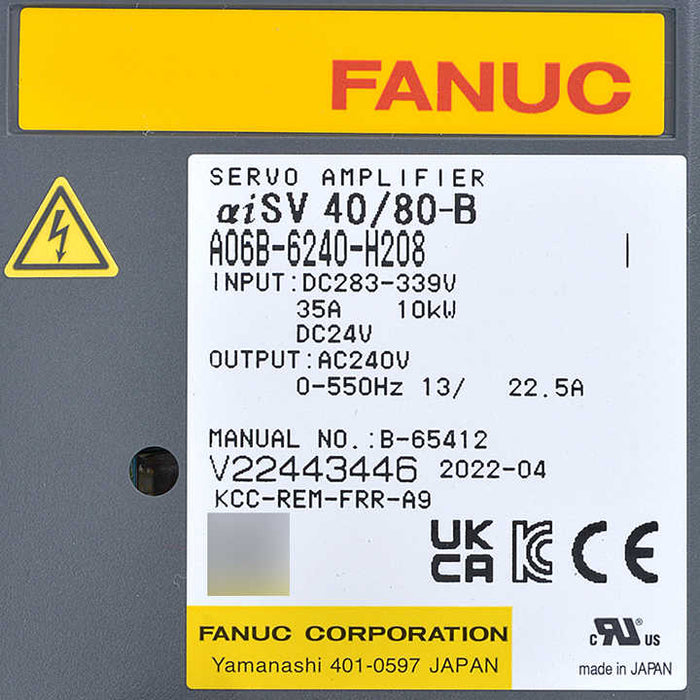 FANUC
SERVO AMPLIFIER
αiSV 40/80-B
A06B-6240-H208
INPUT:DC283-339V
35A 10kW
DC24V
OUTPUT:AC240V
0-550Hz 13/ 22.5A
MANUAL NO.:B-65412
V22443446 2022-04
KCC-REM-FRR-A9
UK
CA
KC
CE
FANUC CORPORATION
Yamanashi 401-0597 JAPAN
c RU US
made in JAPAN